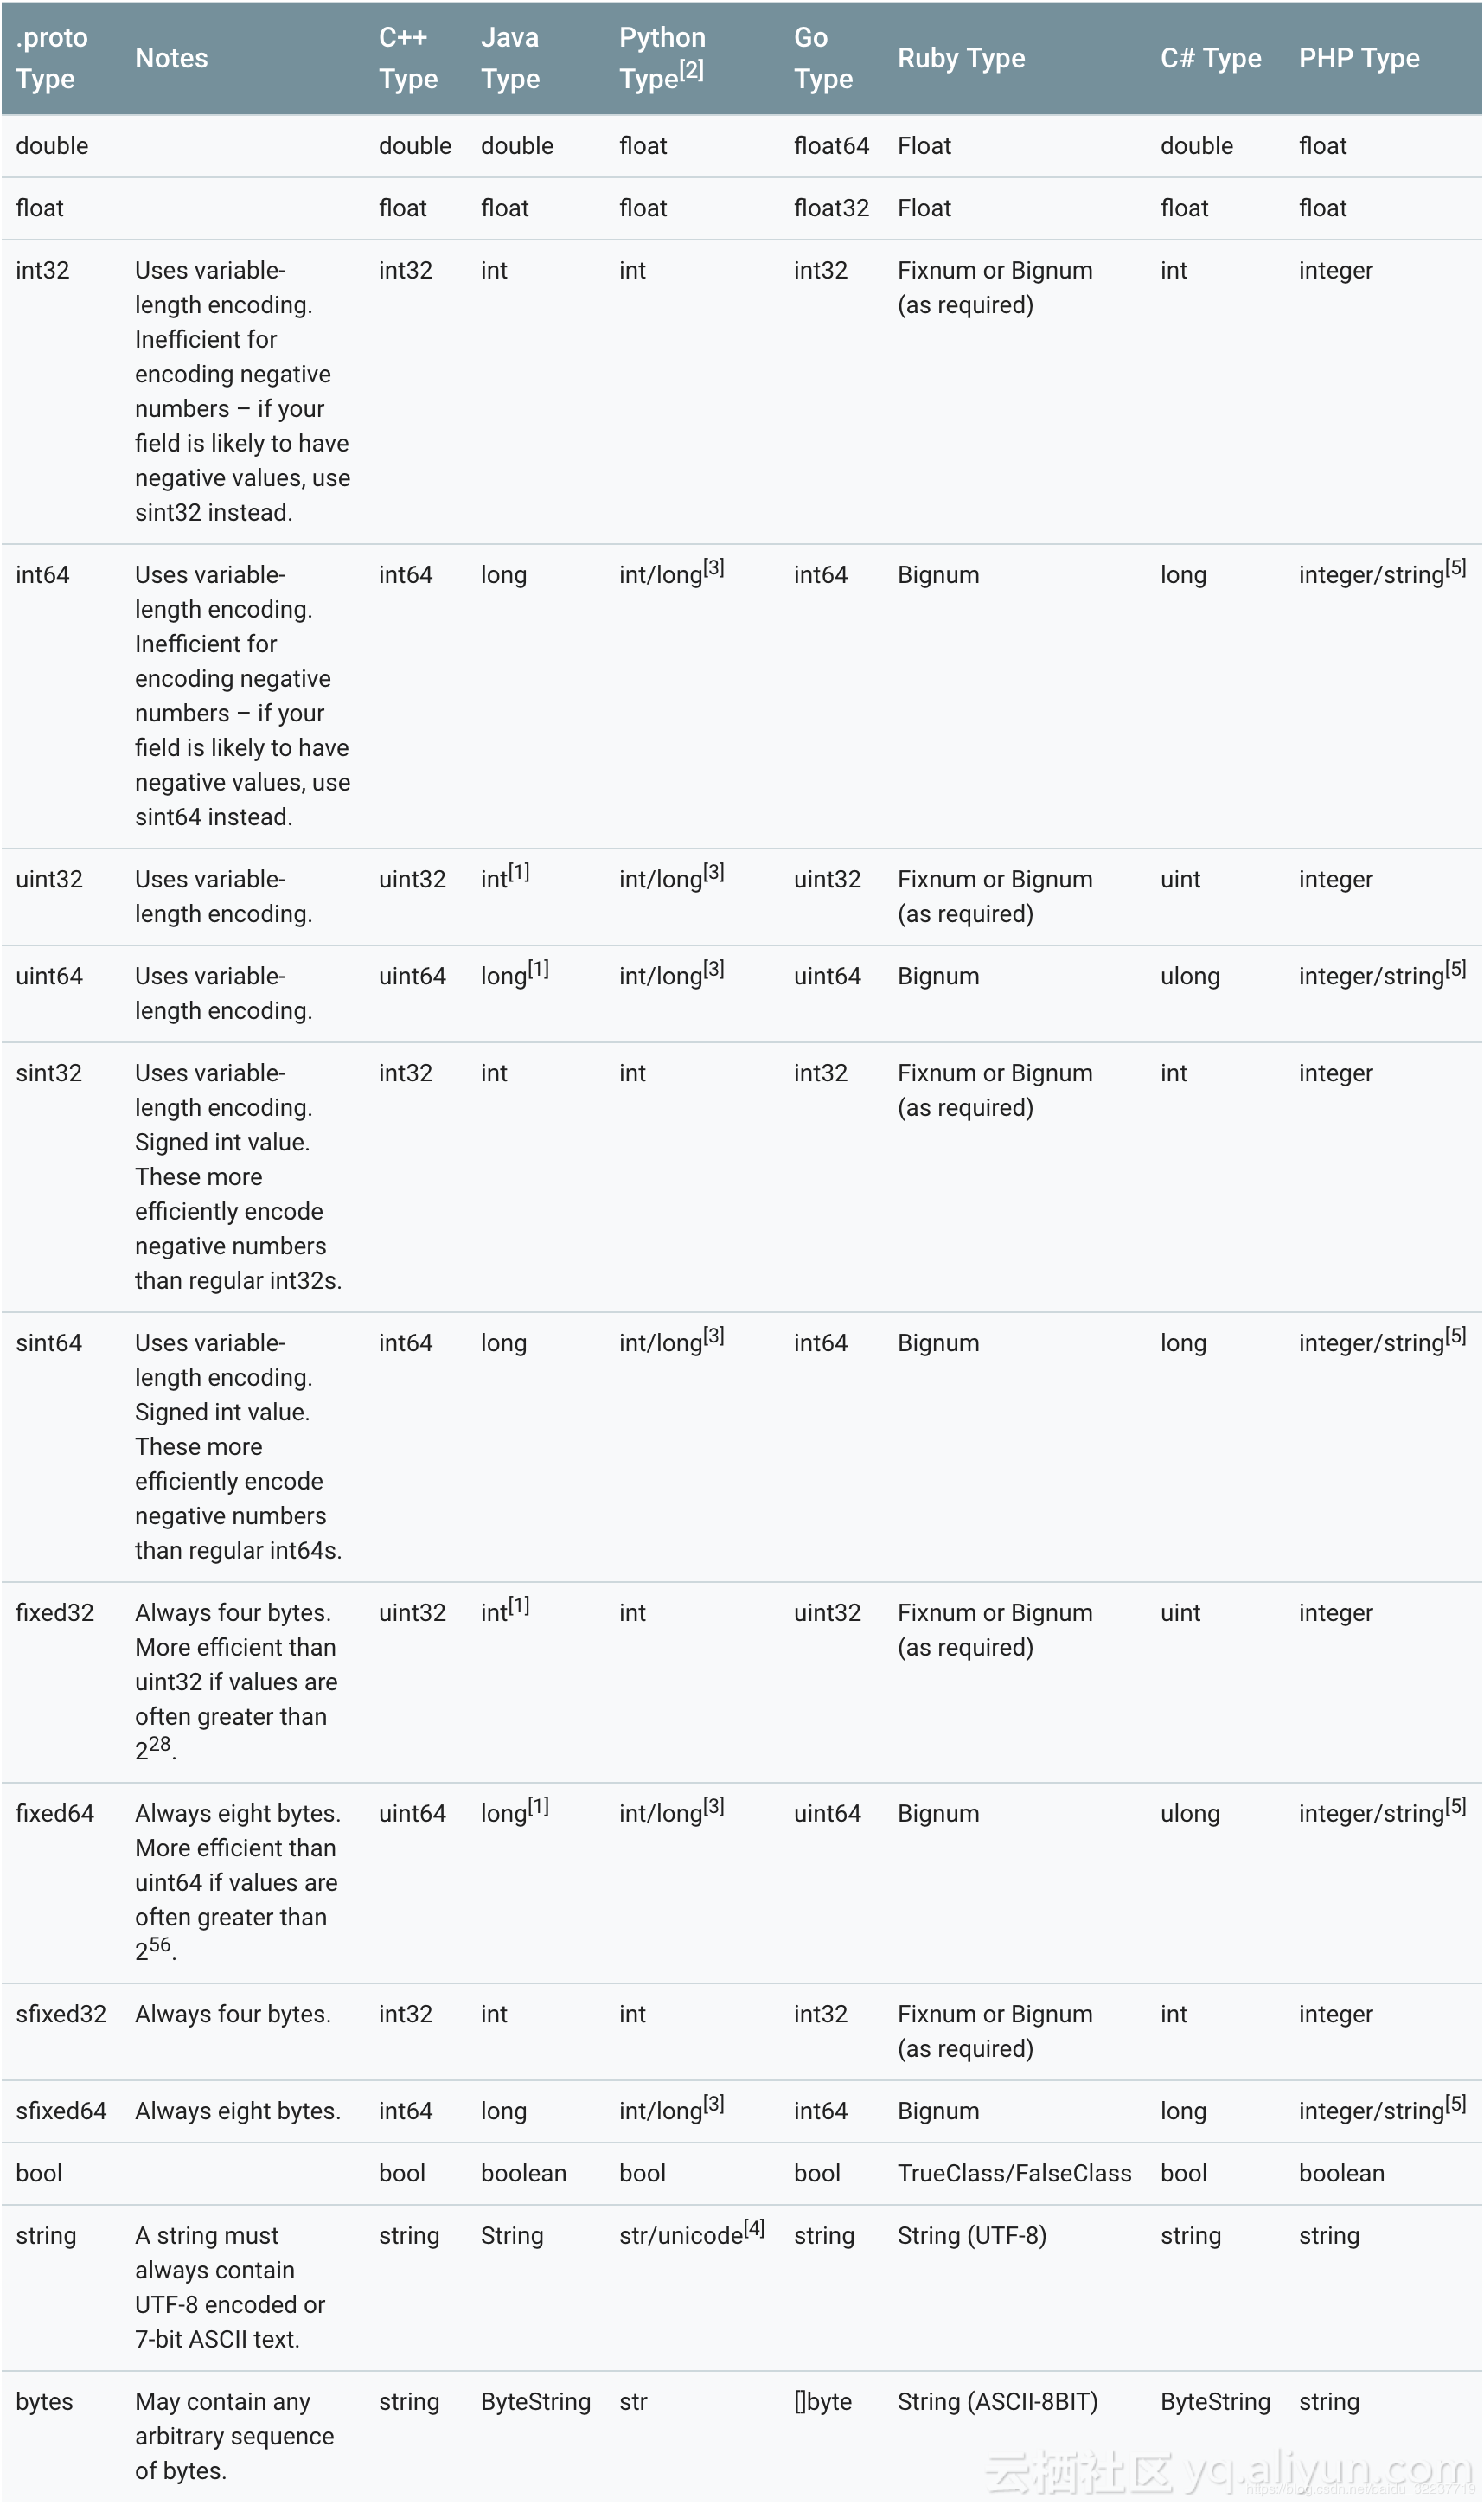 .proto Type Notes C++ Type Java Type Python Type[2] Go Type Ruby Type C# Type PHP Type
double double double float float64 Float double float
float float float float float32 Float float float
int32 Uses variable- int32 int int int32 Fixnum or Bignum int integer
length encoding. (as required)
Inefficient for
encoding negative
numbers – if your
field is likely to have
negative values, use
sint32 instead.
int64 Uses variable- int64 long int/long[3] int64 Bignum long integer/string[5]
length encoding.
Inefficient for
encoding negative
numbers – if your
field is likely to have
negative values, use
sint64 instead.
uint32 Uses variable- uint32 int[1] int/long[3] uint32 Fixnum or Bignum uint integer
length encoding. (as required)
uint64 Uses variable- uint64 long[1] int/long[3] uint64 Bignum ulong integer/string[5]
length encoding.
sint32 Uses variable- int32 int int int32 Fixnum or Bignum int integer
length encoding. (as required)
Signed int value.
These more
efficiently encode
negative numbers
than regular int32s.
sint64 Uses variable- int64 long int/long[3] int64 Bignum long integer/string[5]
length encoding.
Signed int value.
These more
efficiently encode
negative numbers
than regular int64s.
fixed32 Always four bytes. uint32 int[1] int uint32 Fixnum or Bignum uint integer
More efficient than (as required)
uint32 if values are
often greater than
2^28.
fixed64 Always eight bytes. uint64 long[1] int/long[3] uint64 Bignum ulong integer/string[5]
More efficient than
uint64 if values are
often greater than
2^56.
sfixed32 Always four bytes. int32 int int int32 Fixnum or Bignum int integer
(as required)
sfixed64 Always eight bytes. int64 long int/long[3] int64 Bignum long integer/string[5]
bool bool boolean bool bool TrueClass/FalseClass bool boolean
string A string must string String str/unicode[4] string String (UTF-8) string string
always contain
UTF-8 encoded or
7-bit ASCII text.
bytes May contain any string ByteString str []byte String (ASCII-8BIT) ByteString string
arbitrary sequence
of bytes.
云栖社区 yq.aliyun.com
https://blog.csdn.net/baidu_32237719